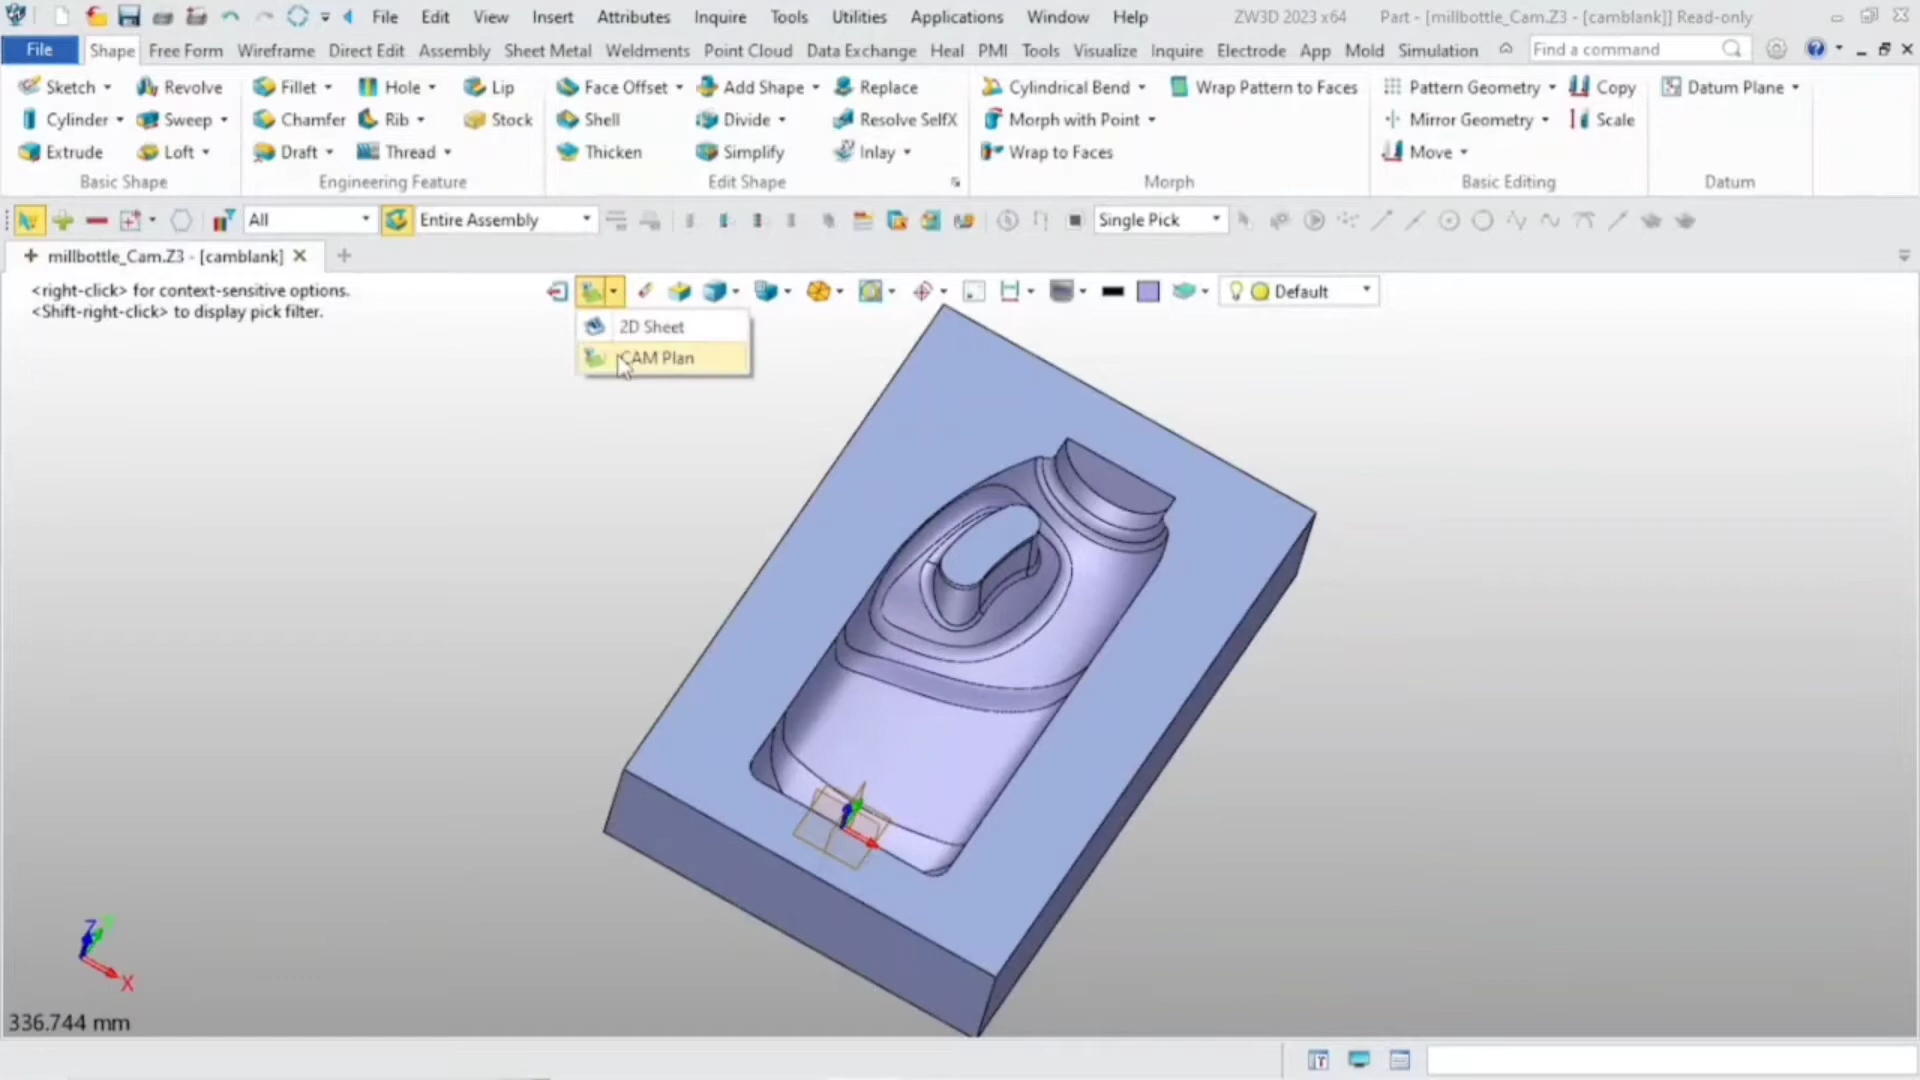 File Edit View Insert Attributes Inquire Tools Utilities Applications Window Help ZW3D 2023 x64 Part - [millbottle_Cam.Z3 - [camblank]] Read-only
File Shape Free Form Wireframe Direct Edit Assembly Sheet Metal Weldments Point Cloud Data Exchange Heal PMI Tools Visualize Inquire Electrode App Mold Simulation Find a command
Sketch Revolve Fillet Hole Lip Face Offset Add Shape Replace Cylindrical Bend Wrap Pattern to Faces Pattern Geometry Copy Datum Plane
Cylinder Sweep Chamfer Rib Stock Shell Divide Resolve SelfX Morph with Point Mirror Geometry Scale
Extrude Loft Draft Thread Thicken Simplify Inlay Wrap to Faces Move
Basic Shape Engineering Feature Edit Shape Morph Basic Editing Datum
All Entire Assembly Single Pick
millbottle_Cam.Z3 - [camblank]
<right-click> for context-sensitive options.
<Shift-right-click> to display pick filter.
Default
2D Sheet
CAM Plan
Z
X
336.744 mm